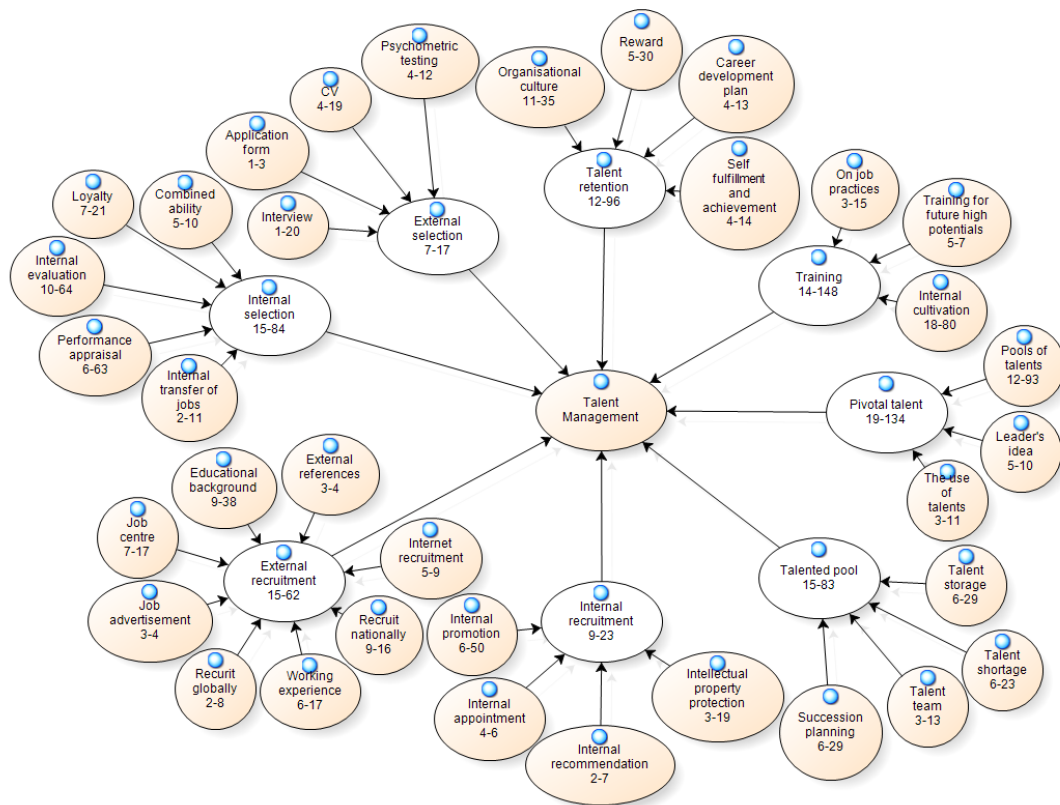 Psychometric
testing
4-12
CV
4-19
Application
form
1-3
Interview
1-20
External
selection
7-17
Organisational
culture
11-35
Reward
5-30
Career
development
plan
4-13
Self
fulfillment and
achievement
4-14
Talent
retention
12-96
On job
practices
3-15
Training for
future high
potentials
5-7
Internal
cultivation
18-80
Training
14-148
Loyalty
7-21
Combined
ability
5-10
Internal
evaluation
10-64
Performance
appraisal
6-63
Internal
transfer of
jobs
2-11
Internal
selection
15-84
Talent
Management
Pools of
talents
12-93
Leader's
idea
5-10
The use of
talents
3-11
Pivotal talent
19-134
Educational
background
9-38
External
references
3-4
Job
centre
7-17
Job
advertisement
3-4
Recurit
globally
2-8
Working
experience
6-17
Recruit
nationally
9-16
Internet
recruitment
5-9
External
recruitment
15-62
Internal
promotion
6-50
Internal
appointment
4-6
Internal
recommendation
2-7
Intellectual
property
protection
3-19
Internal
recruitment
9-23
Talented pool
15-83
Talent
storage
6-29
Talent
shortage
6-23
Talent
team
3-13
Succession
planning
6-29